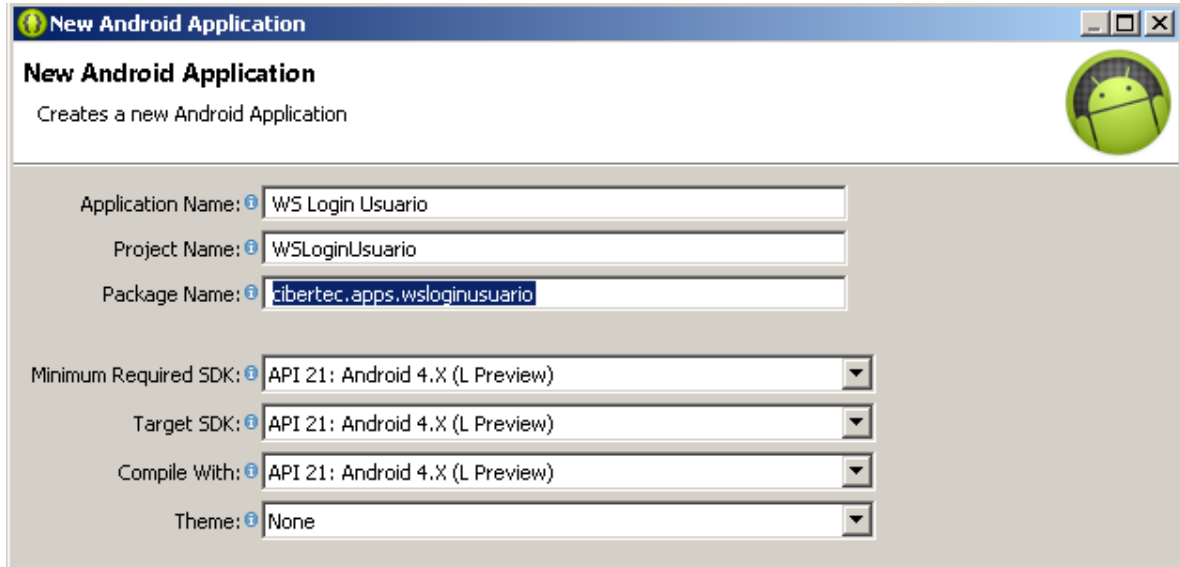 New Android Application
New Android Application
Creates a new Android Application
Application Name: WS Login Usuario
Project Name: WSLoginUsuario
Package Name: cibertec.apps.wsloginusuario
Minimum Required SDK: API 21: Android 4.X (L Preview)
Target SDK: API 21: Android 4.X (L Preview)
Compile With: API 21: Android 4.X (L Preview)
Theme: None